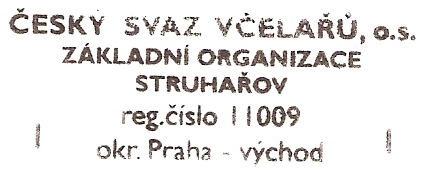 ČESKÝ SVAZ VČELAŘŮ, o.s.
ZÁKLADNÍ ORGANIZACE
STRUHAŘOV
reg.číslo 11009
okr. Praha - východ